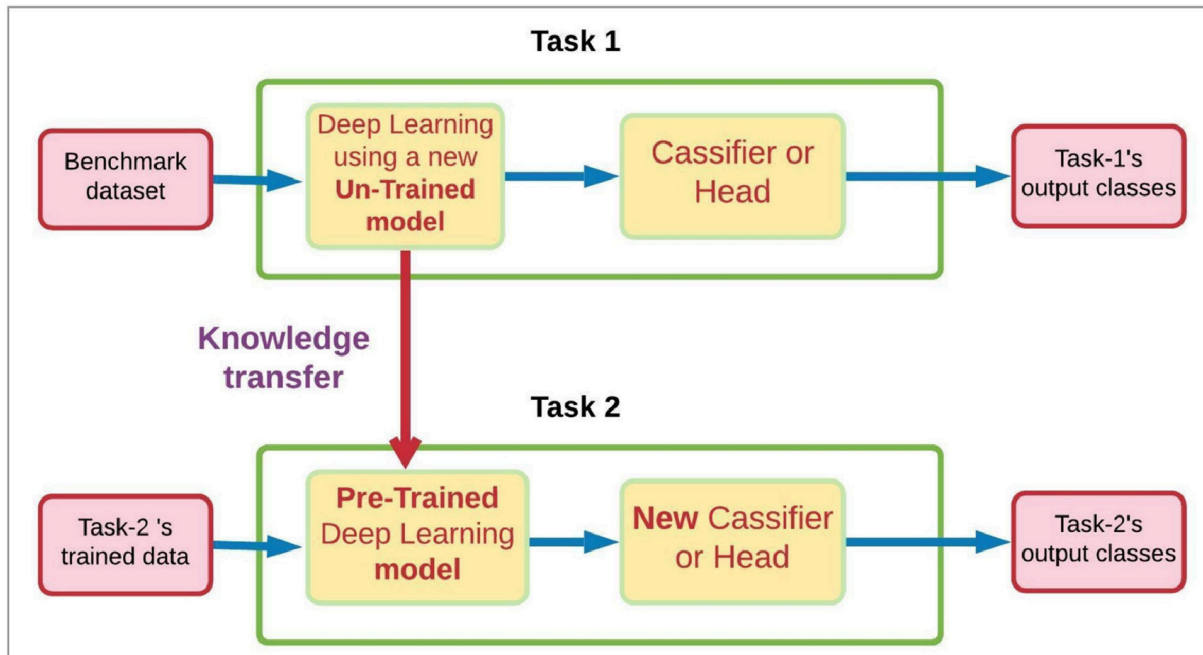 Task 1
Benchmark
dataset
Deep Learning
using a new
Un-Trained
model
Cassifier or
Head
Task-1's
output classes
Knowledge
transfer
Task 2
Task-2 's
trained data
Pre-Trained
Deep Learning
model
New Cassifier
or Head
Task-2's
output classes